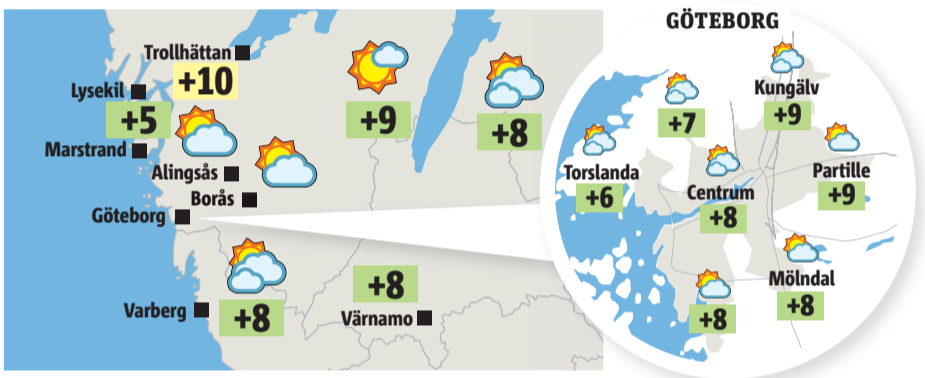 Trollhättan
+10
Lysekil
+5
Marstrand
Alingsås
Borås
Göteborg
+9
+8
Varberg
+8
+8
Värnamo
GÖTEBORG
Kungälv
+9
+7
Torslanda
+6
Centrum
+8
Partille
+9
Mölndal
+8
+8